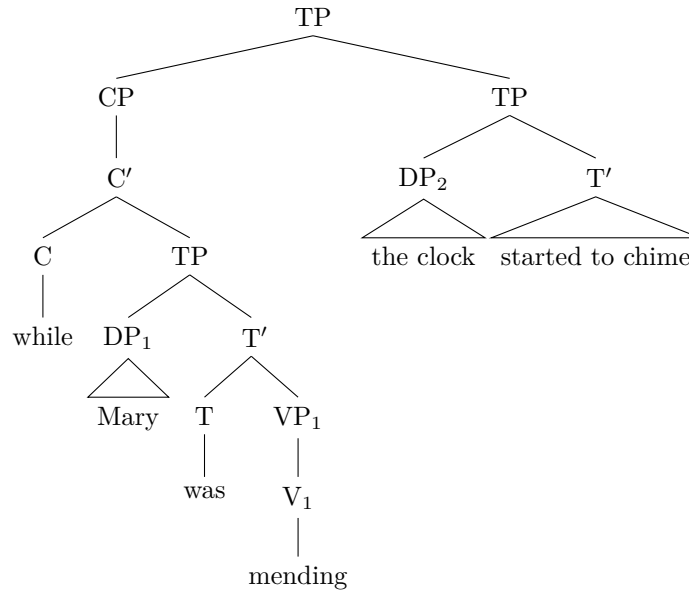 TP
CP TP
C′ DP₂ T′
C TP the clock started to chime
while DP₁ T′
Mary T VP₁
was V₁
mending